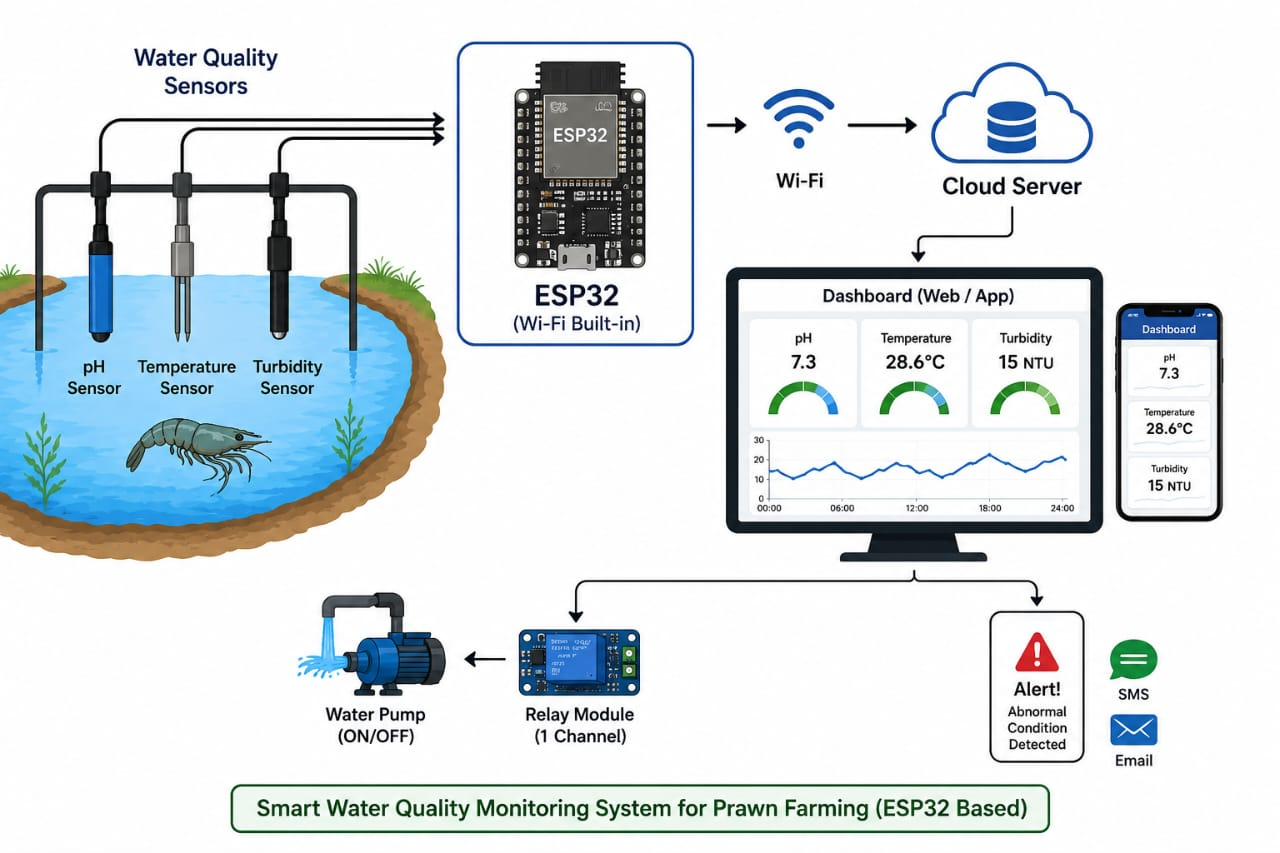 Water Quality
Sensors
ESP32
ESP32
(Wi-Fi Built-in)
Wi-Fi
Cloud Server
pH
Sensor
Temperature
Sensor
Turbidity
Sensor
Dashboard (Web / App)
pH
7.3
Temperature
28.6°C
Turbidity
15 NTU
30
20
10
0
00:00
06:00
12:00
18:00
24:00
Dashboard
pH
7.3
Temperature
28.6°C
Turbidity
15 NTU
Water Pump
(ON/OFF)
Relay Module
(1 Channel)
Alert!
Abnormal
Condition
Detected
SMS
Email
Smart Water Quality Monitoring System for Prawn Farming (ESP32 Based)